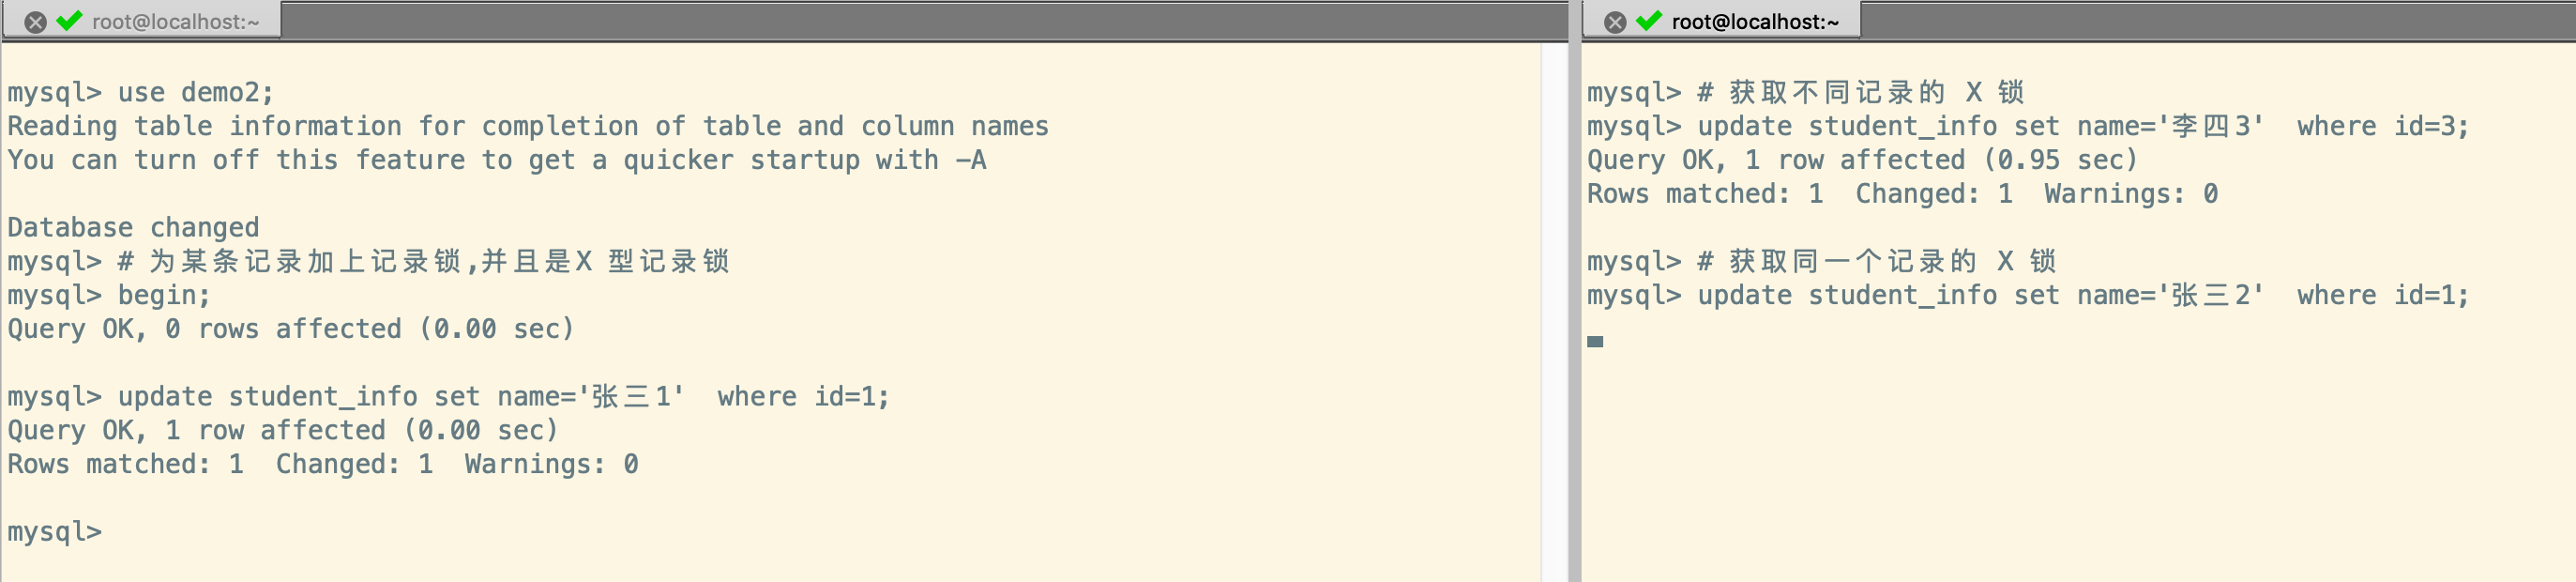 root@localhost:~
mysql> use demo2;
Reading table information for completion of table and column names
You can turn off this feature to get a quicker startup with -A
Database changed
mysql> # 为某条记录加上记录锁,并且是X 型记录锁
mysql> begin;
Query OK, 0 rows affected (0.00 sec)
mysql> update student_info set name='张三1'  where id=1;
Query OK, 1 row affected (0.00 sec)
Rows matched: 1  Changed: 1  Warnings: 0
mysql>
root@localhost:~
mysql> # 获取不同记录的 X 锁
mysql> update student_info set name='李四3'  where id=3;
Query OK, 1 row affected (0.95 sec)
Rows matched: 1  Changed: 1  Warnings: 0
mysql> # 获取同一个记录的 X 锁
mysql> update student_info set name='张三2'  where id=1;